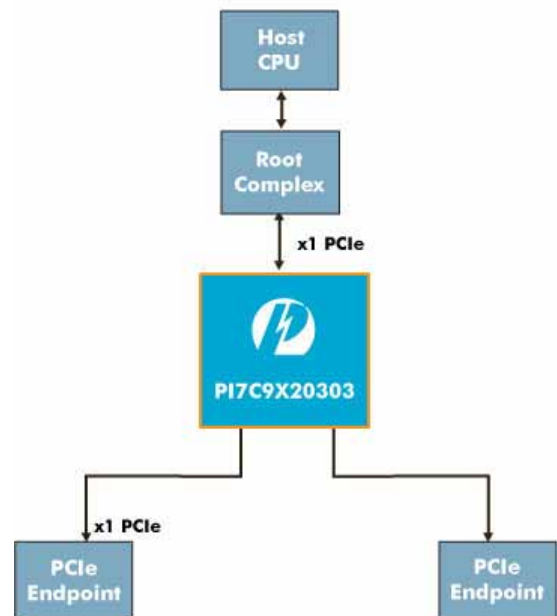 Host
CPU
Root
Complex
x1 PCIe
PI7C9X20303
x1 PCIe
PCIe
Endpoint
PCIe
Endpoint